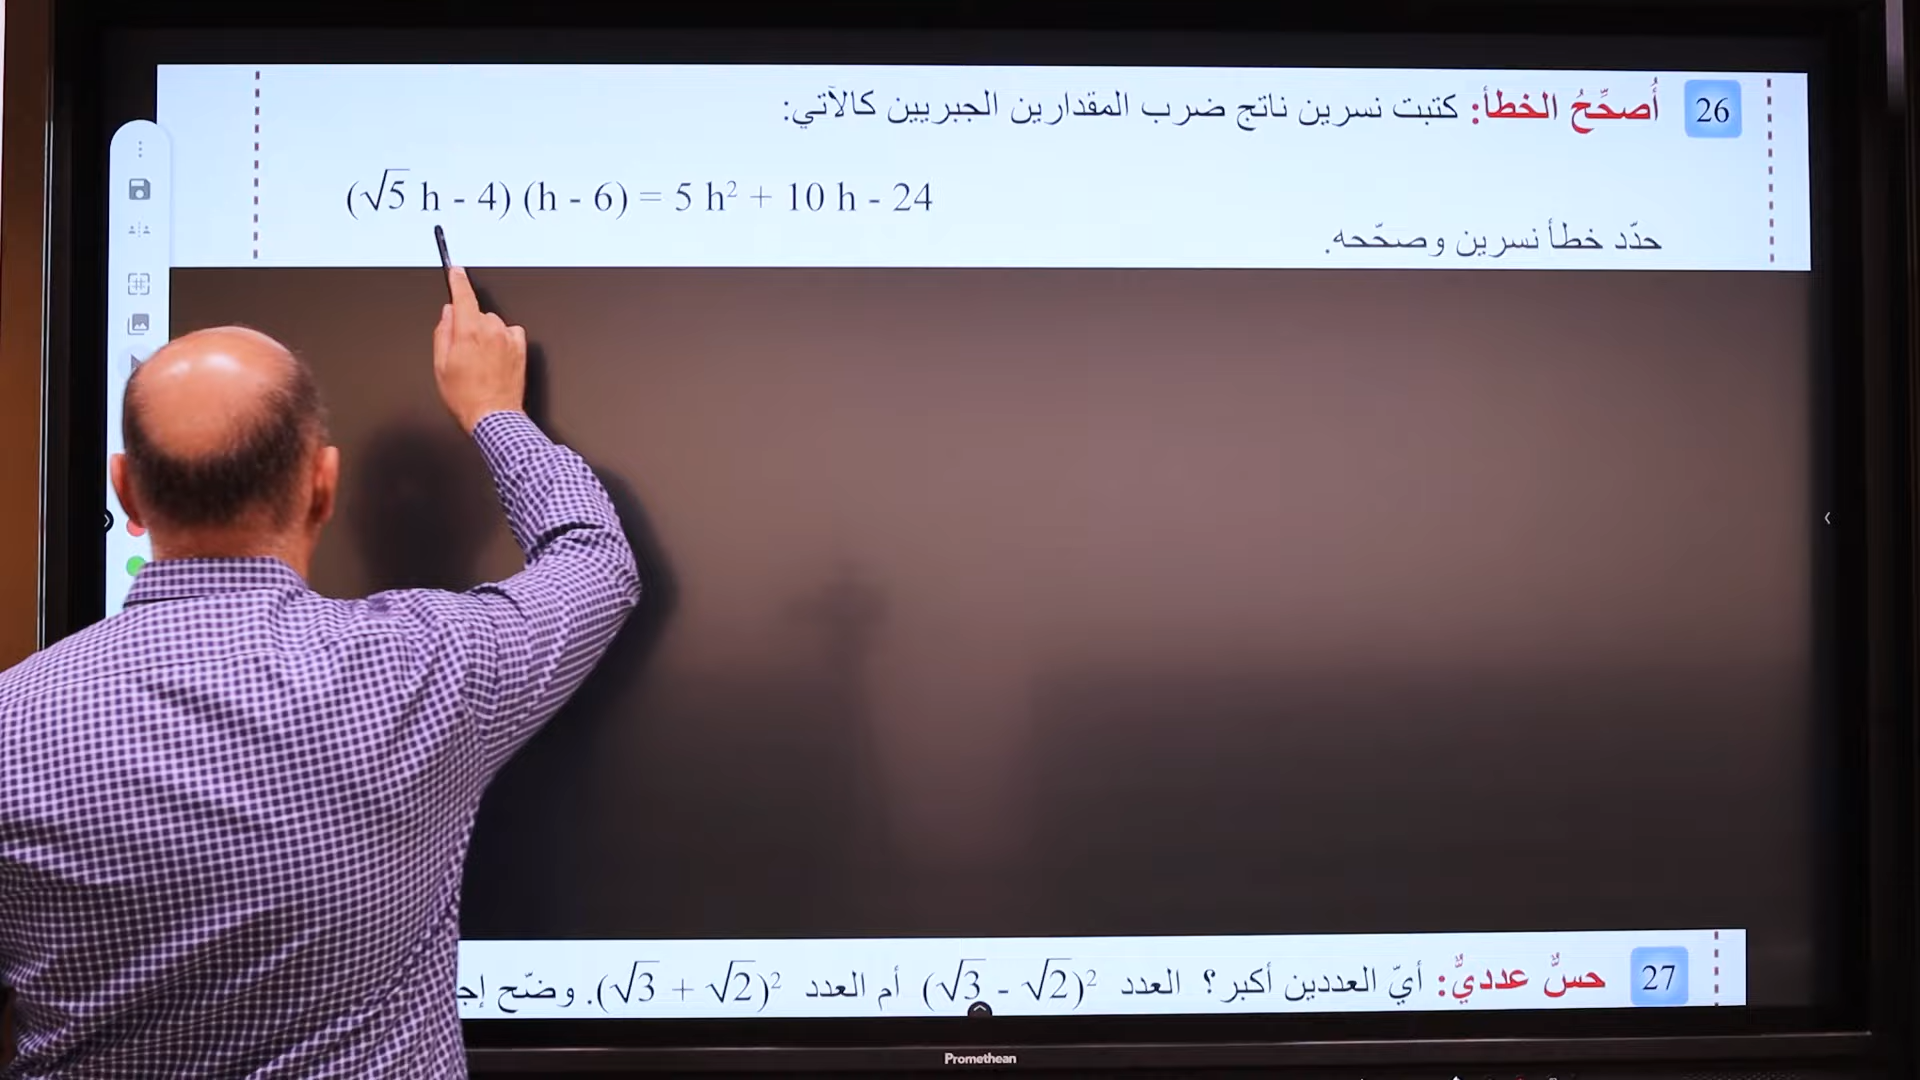 26 أُصحِّحُ الخطأ: كتبت نسرين ناتج ضرب المقدارين الجبريين كالآتي:
(√5 h - 4) (h - 6) = 5 h² + 10 h - 24
حدّد خطأ نسرين وصحّحه.
27 حسٌّ عدديٌّ: أيّ العددين أكبر؟ العدد (√3 - √2)² أم العدد (√3 + √2)². وضّح إج
Promethean